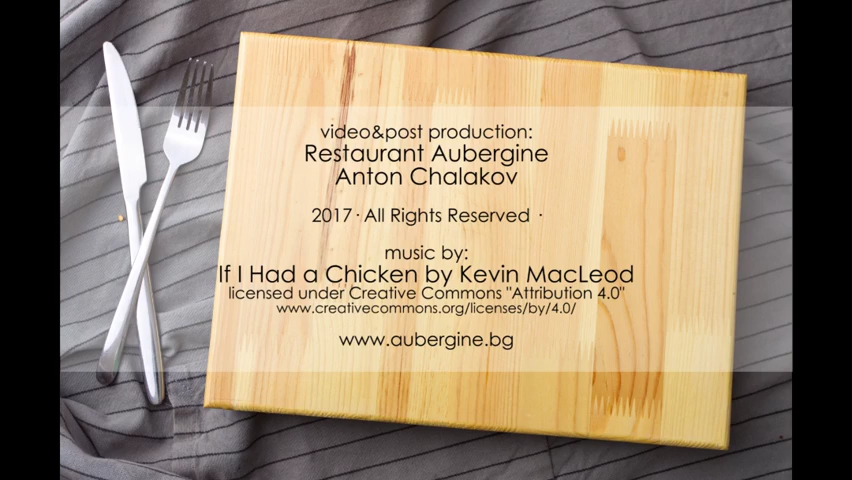 video&post production:
Restaurant Aubergine
Anton Chalakov
2017· All Rights Reserved ·
music by:
If I Had a Chicken by Kevin MacLeod
licensed under Creative Commons "Attribution 4.0"
www.creativecommons.org/licenses/by/4.0/
www.aubergine.bg